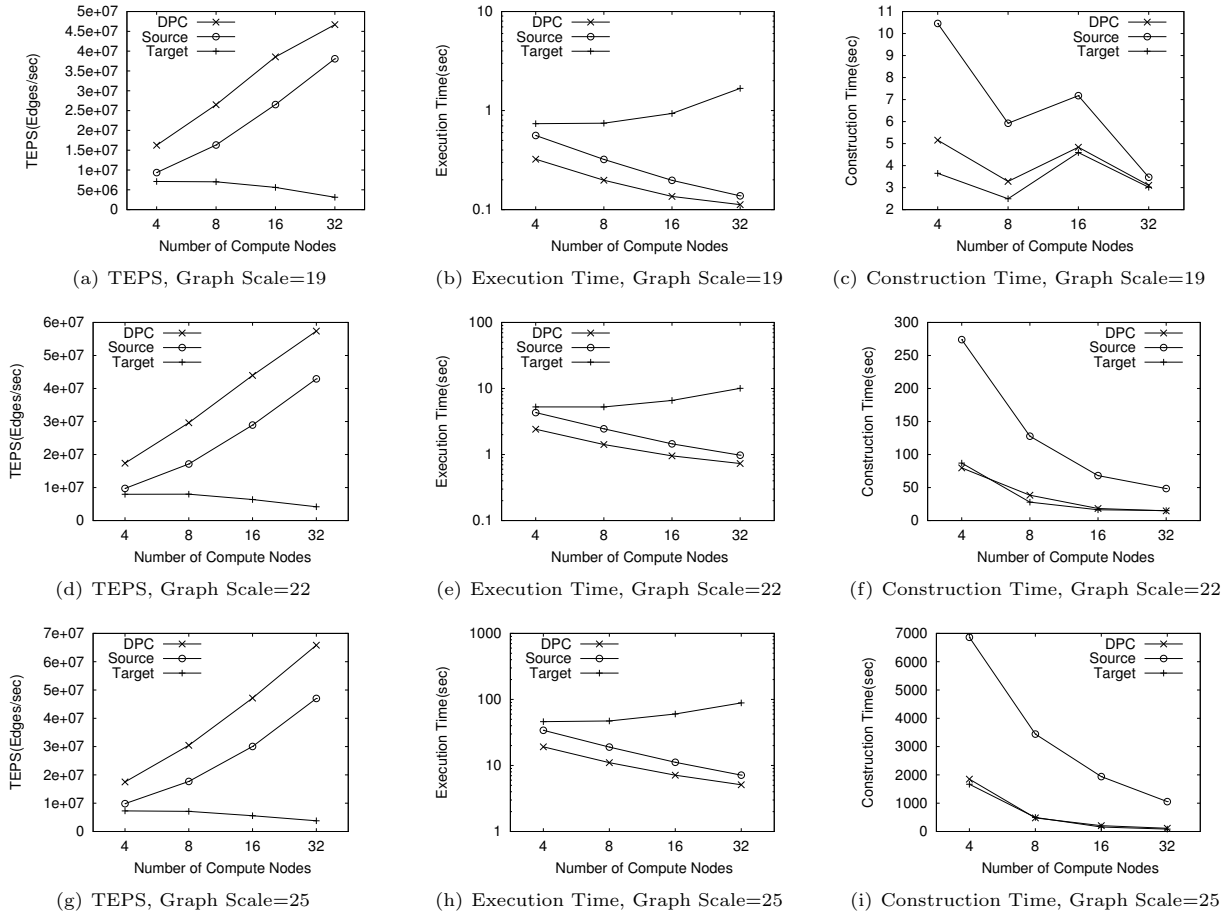 TEPS(Edges/sec)
5e+07
4.5e+07
4e+07
3.5e+07
3e+07
2.5e+07
2e+07
1.5e+07
1e+07
5e+06
0
DPC
Source
Target
4 8 16 32
Number of Compute Nodes
(a) TEPS, Graph Scale=19
Execution Time(sec)
10
1
0.1
DPC
Source
Target
4 8 16 32
Number of Compute Nodes
(b) Execution Time, Graph Scale=19
Construction Time(sec)
11
10
9
8
7
6
5
4
3
2
DPC
Source
Target
4 8 16 32
Number of Compute Nodes
(c) Construction Time, Graph Scale=19
TEPS(Edges/sec)
6e+07
5e+07
4e+07
3e+07
2e+07
1e+07
0
DPC
Source
Target
4 8 16 32
Number of Compute Nodes
(d) TEPS, Graph Scale=22
Execution Time(sec)
100
10
1
0.1
DPC
Source
Target
4 8 16 32
Number of Compute Nodes
(e) Execution Time, Graph Scale=22
Construction Time(sec)
300
250
200
150
100
50
0
DPC
Source
Target
4 8 16 32
Number of Compute Nodes
(f) Construction Time, Graph Scale=22
TEPS(Edges/sec)
7e+07
6e+07
5e+07
4e+07
3e+07
2e+07
1e+07
0
DPC
Source
Target
4 8 16 32
Number of Compute Nodes
(g) TEPS, Graph Scale=25
Execution Time(sec)
1000
100
10
1
DPC
Source
Target
4 8 16 32
Number of Compute Nodes
(h) Execution Time, Graph Scale=25
Construction Time(sec)
7000
6000
5000
4000
3000
2000
1000
0
DPC
Source
Target
4 8 16 32
Number of Compute Nodes
(i) Construction Time, Graph Scale=25